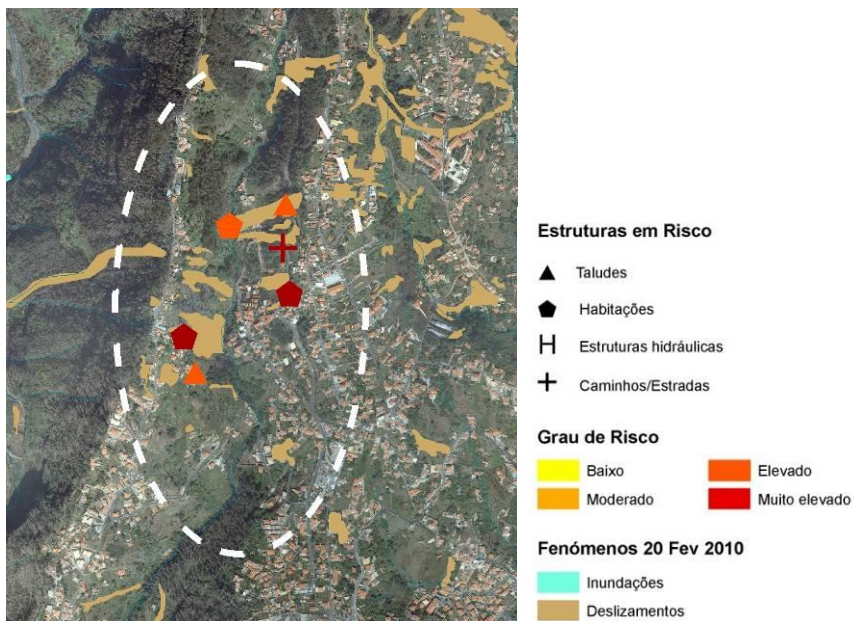 Estruturas em Risco
Taludes
Habitações
Estruturas hidráulicas
Caminhos/Estradas
Grau de Risco
Baixo
Elevado
Moderado
Muito elevado
Fenómenos 20 Fev 2010
Inundações
Deslizamentos